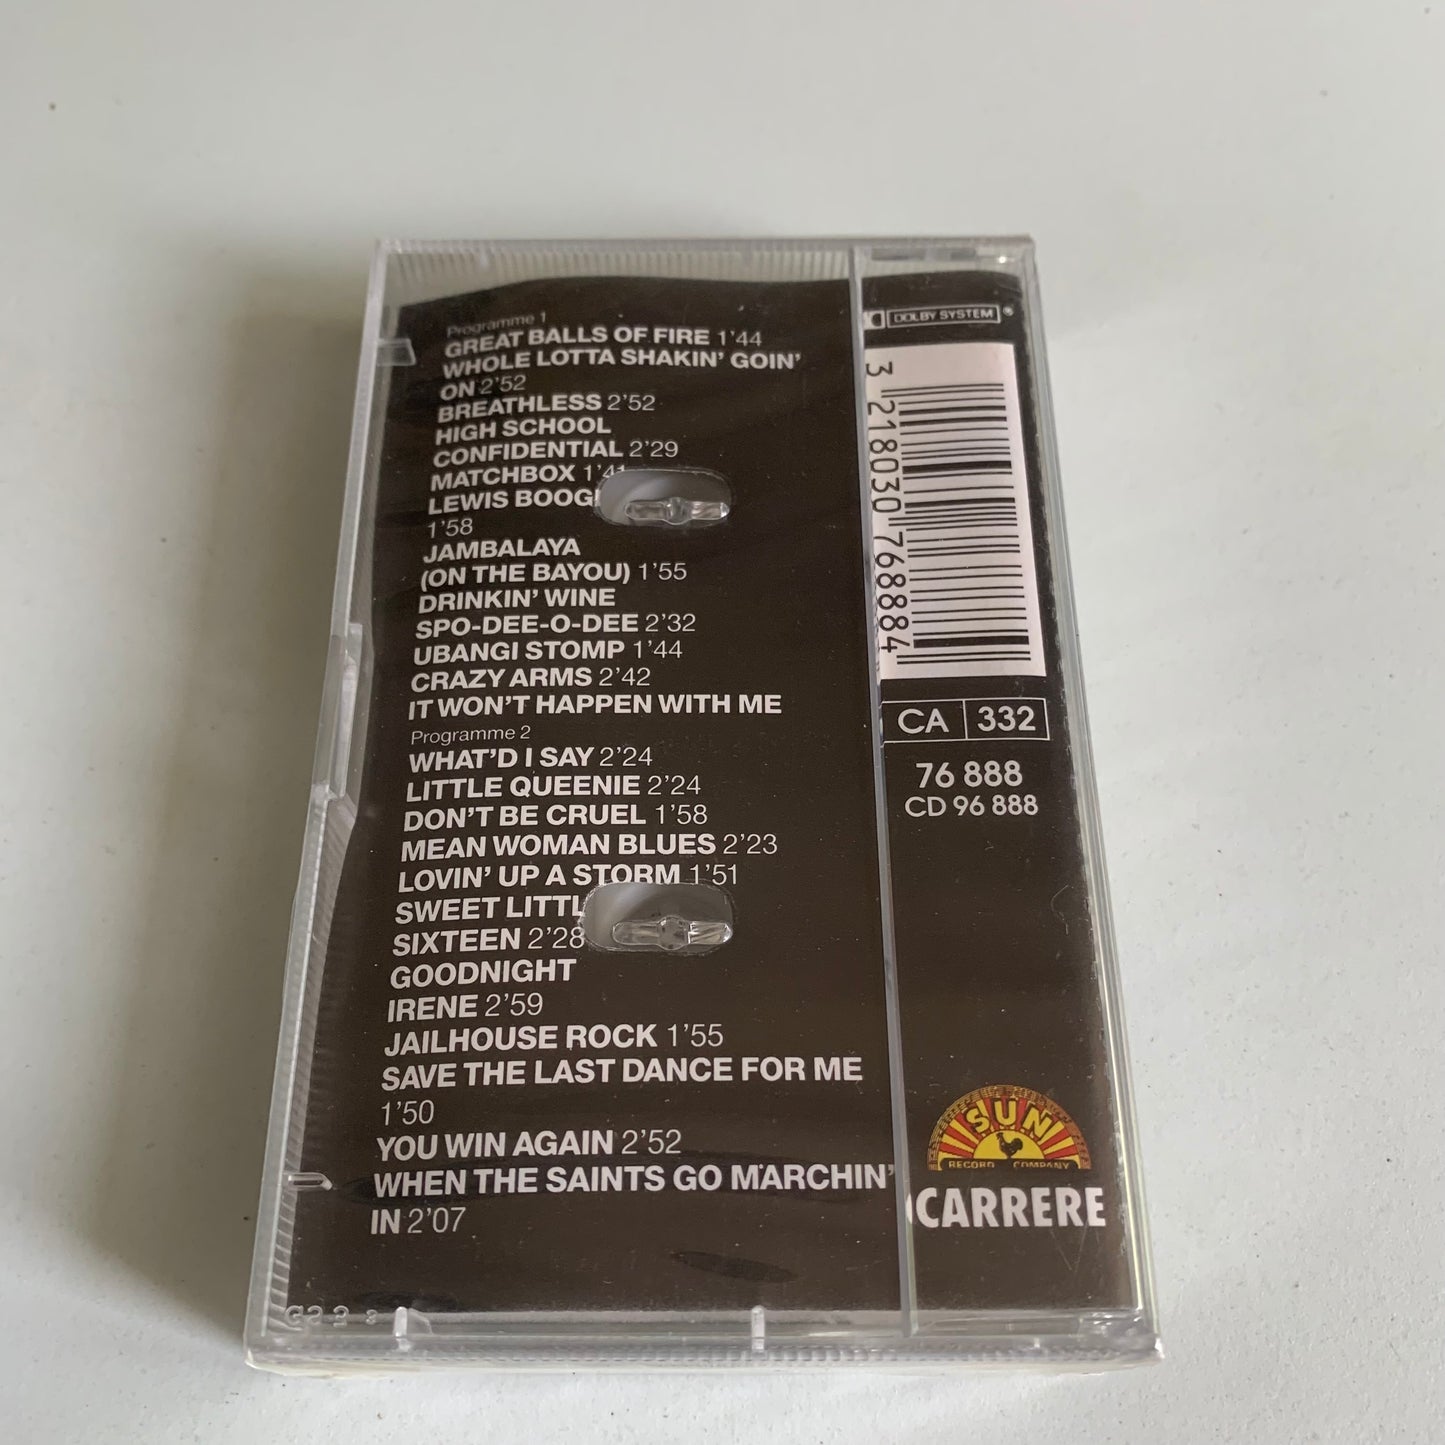 Programme 1
GREAT BALLS OF FIRE 1'44
WHOLE LOTTA SHAKIN' GOIN'
ON 2'52
BREATHLESS 2'52
HIGH SCHOOL
CONFIDENTIAL 2'29
MATCHBOX 1'41
LEWIS BOOGI
1'58
JAMBALAYA
(ON THE BAYOU) 1'55
DRINKIN' WINE
SPO-DEE-O-DEE 2'32
UBANGI STOMP 1'44
CRAZY ARMS 2'42
IT WON'T HAPPEN WITH ME
Programme 2
WHAT'D I SAY 2'24
LITTLE QUEENIE 2'24
DON'T BE CRUEL 1'58
MEAN WOMAN BLUES 2'23
LOVIN' UP A STORM 1'51
SWEET LITTL
SIXTEEN 2'28
GOODNIGHT
IRENE 2'59
JAILHOUSE ROCK 1'55
SAVE THE LAST DANCE FOR ME
1'50
YOU WIN AGAIN 2'52
WHEN THE SAINTS GO MARCHIN'
IN 2'07
DOLBY SYSTEM ®
3 218030 768884
CA 332
76 888
CD 96 888
SUN
RECORD COMPANY
CARRERE